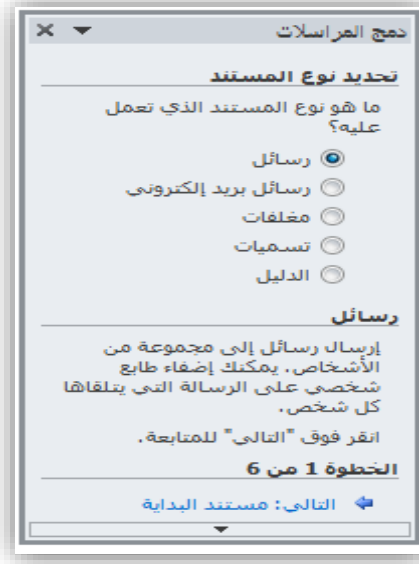 دمج المراسلات
تحديد نوع المستند
ما هو نوع المستند الذي تعمل
عليه؟
رسائل
رسائل بريد إلكتروني
مغلفات
تسميات
الدليل
رسائل
إرسال رسائل إلى مجموعة من
الأشخاص. يمكنك إضفاء طابع
شخصي على الرسالة التي يتلقاها
كل شخص.
انقر فوق "التالي" للمتابعة.
الخطوة 1 من 6
التالي: مستند البداية